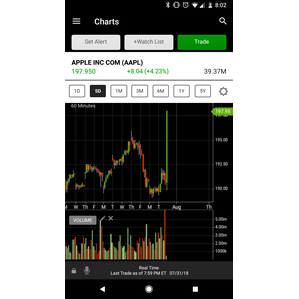 8:02
Charts
Set Alert
+Watch List
Trade
APPLE INC COM (AAPL)
197.950
+8.04 (+4.23%)
39.37M
1D
5D
1M
3M
6M
1Y
5Y
60 Minutes
197.95
195.00
192.50
190.00
W Th F M T W Th F M T Aug Th
VOLUME
5.00m
4.00m
3.00m
2.00m
1.00m
Real Time
Last Trade as of 7:59 PM ET 07/31/18